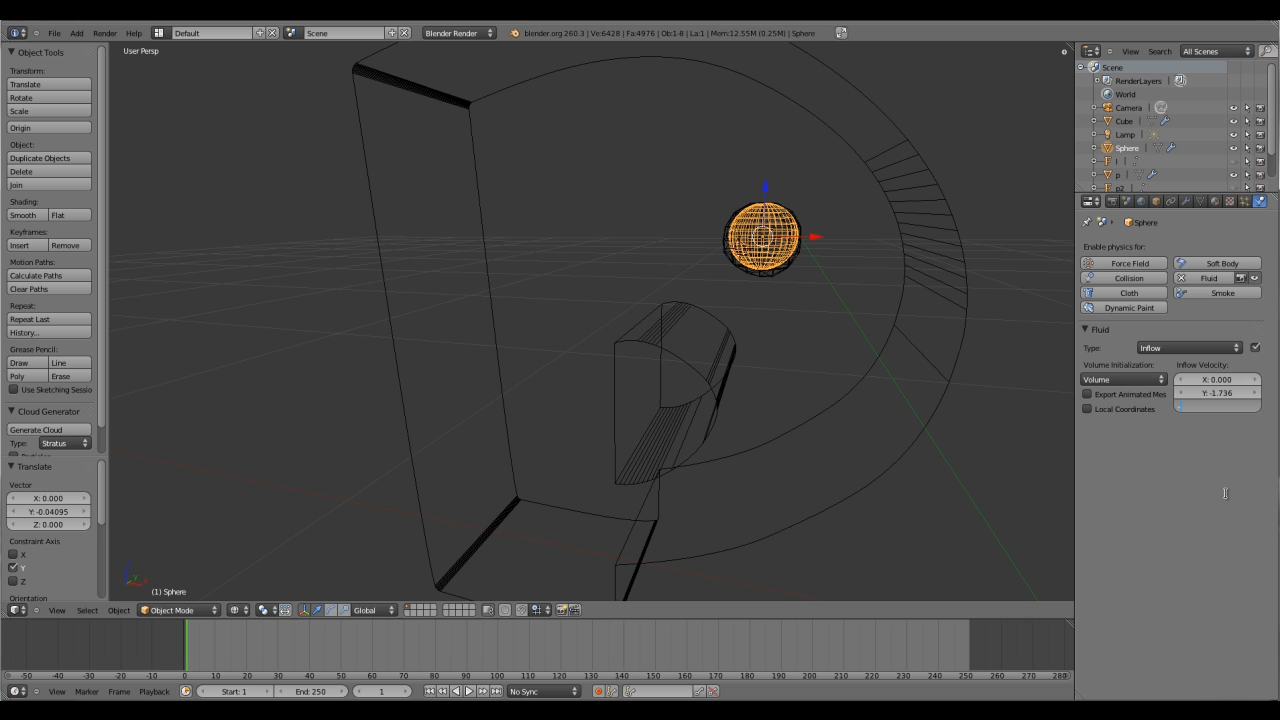 File Add Render Help Default Scene Blender Render blender.org 260.3 | Ve:6428 | Fa:4976 | Ob:1-8 | La:1 | Mem:12.55M (0.25M) | Sphere
Object Tools
Transform:
Translate
Rotate
Scale
Origin
Object:
Duplicate Objects
Delete
Join
Shading:
Smooth Flat
Keyframes:
Insert Remove
Motion Paths:
Calculate Paths
Clear Paths
Repeat:
Repeat Last
History...
Grease Pencil:
Draw Line
Poly Erase
Use Sketching Sessio
Cloud Generator
Generate Cloud
Type: Stratus
Translate
Vector
X: 0.000
Y: -0.04095
Z: 0.000
Constraint Axis
X
Y
Z
Orientation
User Persp
(1) Sphere
View Select Object Object Mode Global
-50 -40 -30 -20 -10 0 10 20 30 40 50 60 70 80 90 100 110 120 130 140 150 160 170 180 190 200 210 220 230 240 250 260 270 280
View Marker Frame Playback Start: 1 End: 250 1 No Sync
View Search All Scenes
Scene
RenderLayers
World
Camera
Cube
Lamp
Sphere
l
p
p2
Sphere
Enable physics for:
Force Field Soft Body
Collision Fluid
Cloth Smoke
Dynamic Paint
Fluid
Type: Inflow
Volume Initialization: Inflow Velocity:
Volume X: 0.000
Export Animated Mes Y: -1.736
Local Coordinates